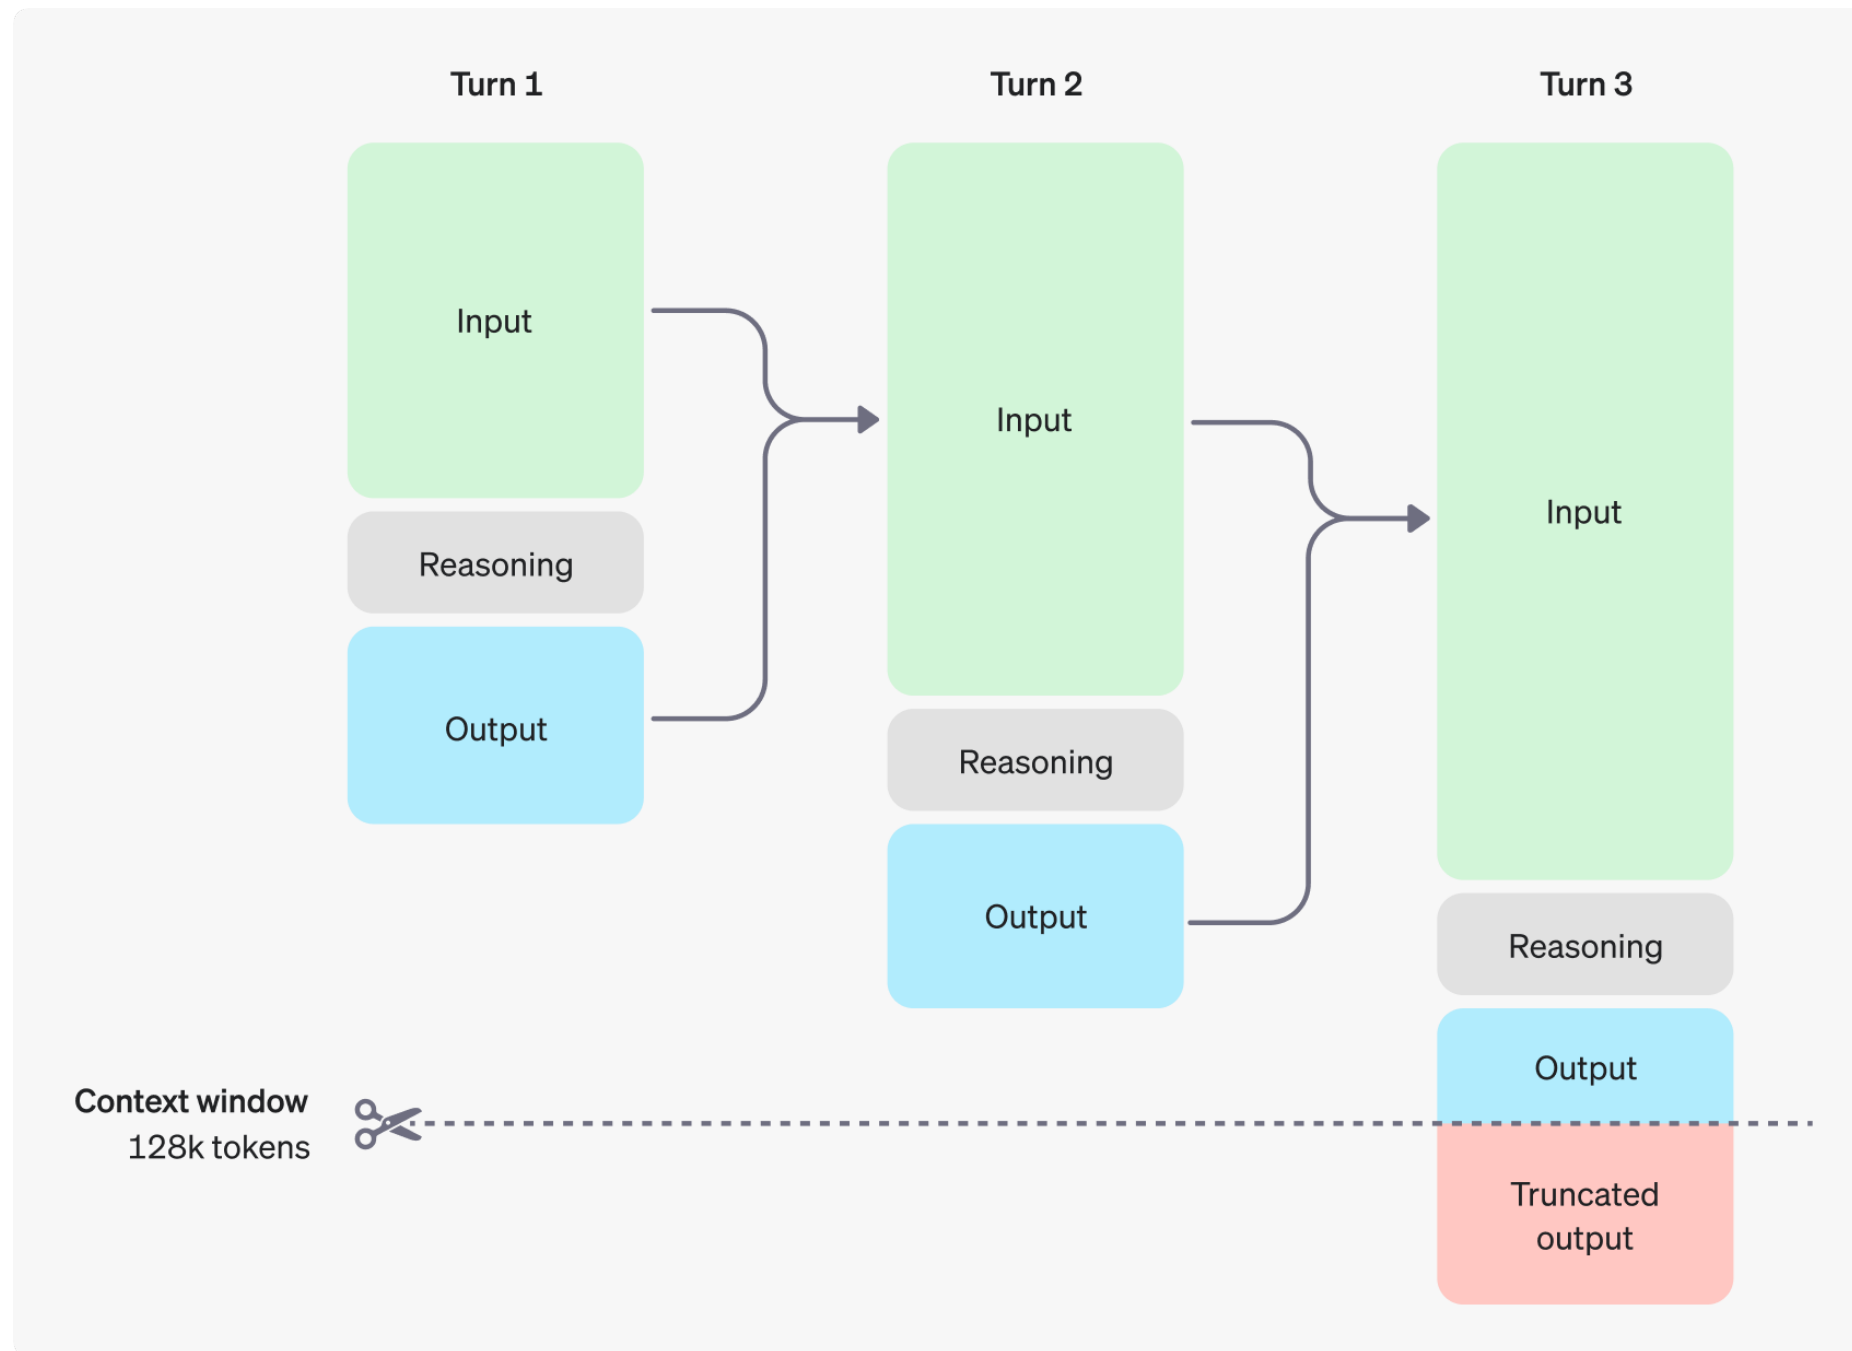 Turn 1
Turn 2
Turn 3
Input
Reasoning
Output
Input
Reasoning
Output
Input
Reasoning
Output
Context window
128k tokens
Truncated
output